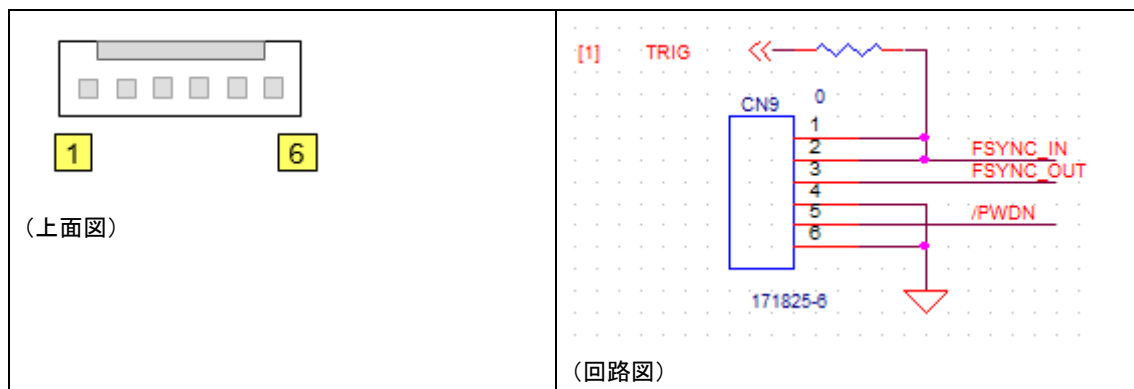 1
6
(上面図)
[1] TRIG
0
CN9
1
2
FSYNC_IN
3
FSYNC_OUT
4
5
/PWDN
6
171825-6
(回路図)